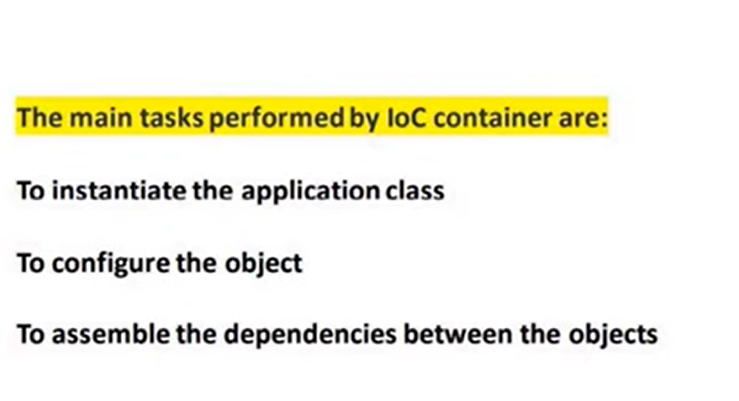 The main tasks performed by IoC container are:
To instantiate the application class
To configure the object
To assemble the dependencies between the objects